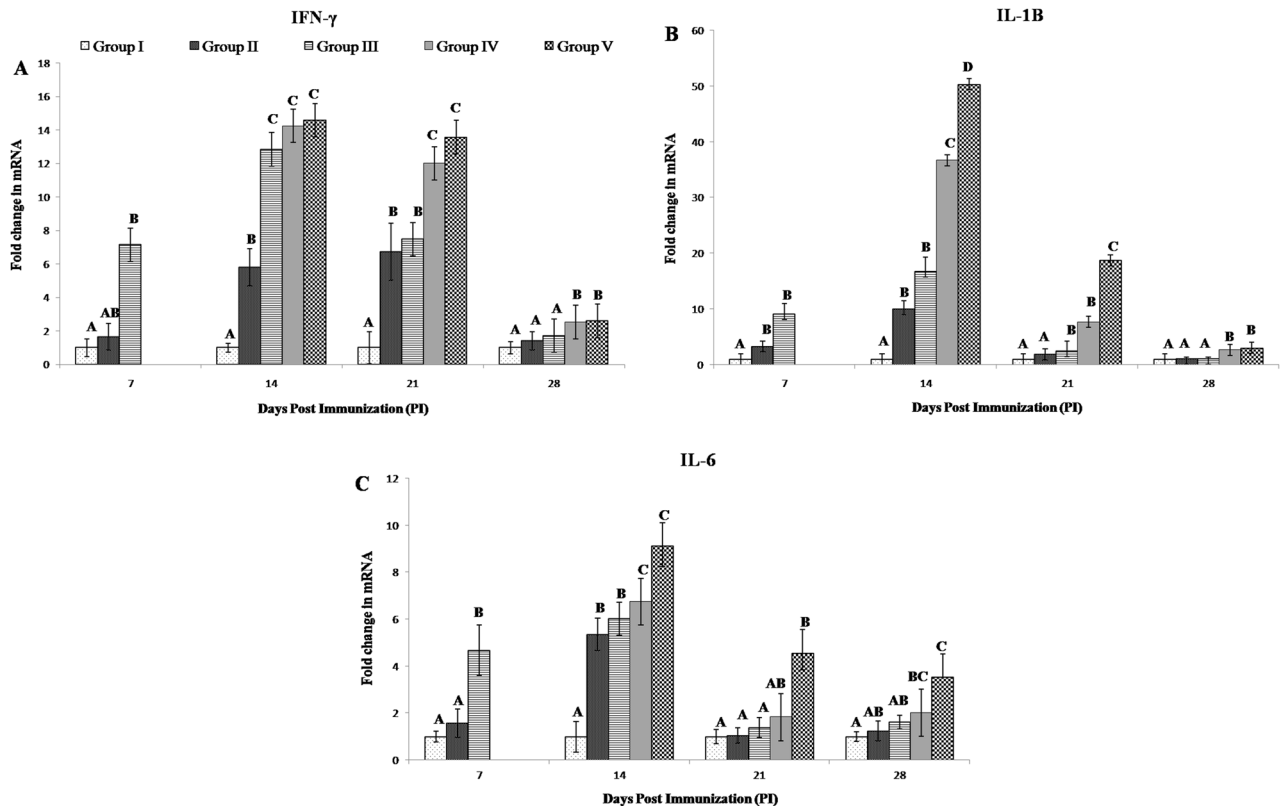 IFN-γ
Group I Group II Group III Group IV Group V
A
Fold change in mRNA
18
16
14
12
10
8
6
4
2
0
A AB B
A B C C C
A B B C C
A A A B B
7 14 21 28
Days Post Immunization (PI)
IL-1B
B
Fold change in mRNA
60
50
40
30
20
10
0
A B B
A B B C D
A A B B C
A A A B B
7 14 21 28
Days Post Immunization (PI)
IL-6
C
Fold change in mRNA
12
10
8
6
4
2
0
A A B
A B B C C
A A A AB B
A AB AB BC C
7 14 21 28
Days Post Immunization (PI)